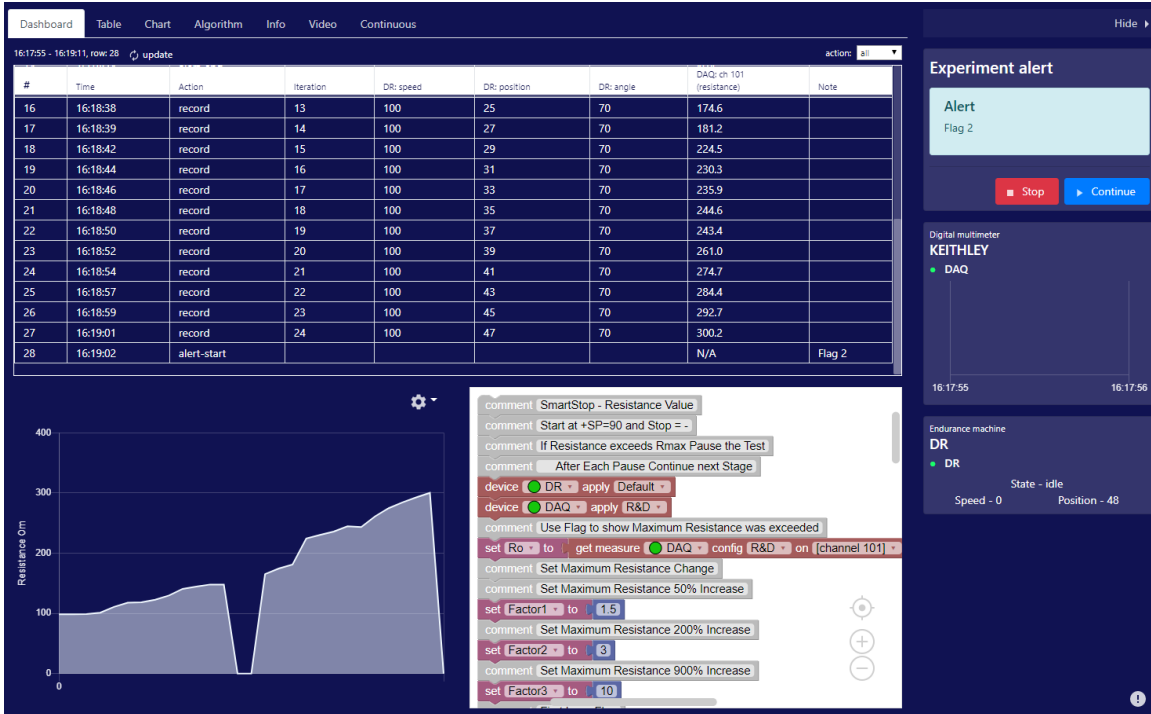 Dashboard Table Chart Algorithm Info Video Continuous
Hide
16:17:55 - 16:19:11, row: 28 update
action: all
# Time Action Iteration DR: speed DR: position DR: angle DAQ: ch 101 (resistance) Note
16 16:18:38 record 13 100 25 70 174.6
17 16:18:39 record 14 100 27 70 181.2
18 16:18:42 record 15 100 29 70 224.5
19 16:18:44 record 16 100 31 70 230.3
20 16:18:46 record 17 100 33 70 235.9
21 16:18:48 record 18 100 35 70 244.6
22 16:18:50 record 19 100 37 70 243.4
23 16:18:52 record 20 100 39 70 261.0
24 16:18:54 record 21 100 41 70 274.7
25 16:18:57 record 22 100 43 70 284.4
26 16:18:59 record 23 100 45 70 292.7
27 16:19:01 record 24 100 47 70 300.2
28 16:19:02 alert-start N/A Flag 2
Experiment alert
Alert
Flag 2
Stop Continue
Digital multimeter
KEITHLEY
DAQ
16:17:55 16:17:56
Endurance machine
DR
DR
State - idle
Speed - 0 Position - 48
Resistance Om
400
300
200
100
0
0
comment SmartStop - Resistance Value
comment Start at +SP=90 and Stop = -
comment If Resistance exceeds Rmax Pause the Test
comment After Each Pause Continue next Stage
device DR apply Default
device DAQ apply R&D
comment Use Flag to show Maximum Resistance was exceeded
set Ro to get measure DAQ config R&D on [channel 101]
comment Set Maximum Resistance Change
comment Set Maximum Resistance 50% Increase
set Factor1 to 1.5
comment Set Maximum Resistance 200% Increase
set Factor2 to 3
comment Set Maximum Resistance 900% Increase
set Factor3 to 10